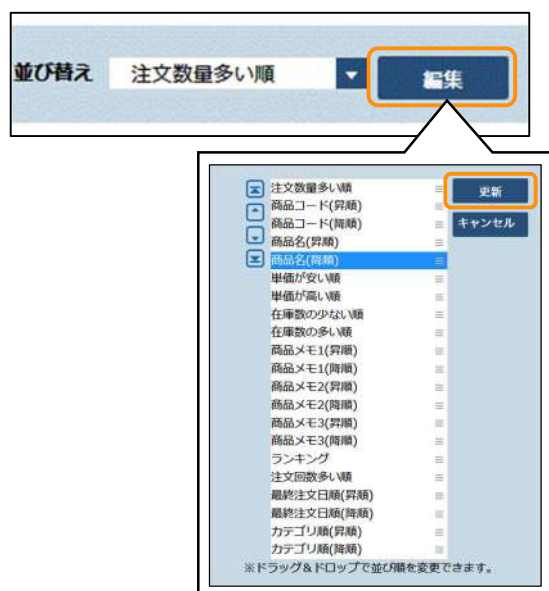 並び替え 注文数量多い順 編集
注文数量多い順 更新
商品コード(昇順)
商品コード(降順) キャンセル
商品名(昇順)
商品名(降順)
単価が安い順
単価が高い順
在庫数の少ない順
在庫数の多い順
商品メモ1(昇順)
商品メモ1(降順)
商品メモ2(昇順)
商品メモ2(降順)
商品メモ3(昇順)
商品メモ3(降順)
ランキング
注文回数多い順
最終注文日順(昇順)
最終注文日順(降順)
カテゴリ順(昇順)
カテゴリ順(降順)
※ドラッグ&ドロップで並び順を変更できます。